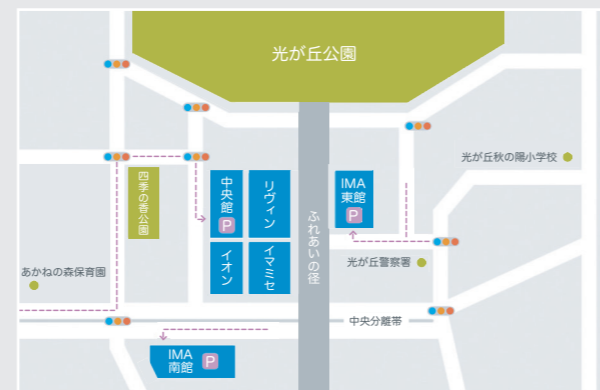 光が丘公園
光が丘秋の陽小学校
四季の香公園
中央館
P
リヴィン
IMA
東館
P
ふれあいの径
イオン
イマミセ
光が丘警察署
あかねの森保育園
中央分離帯
IMA
南館
P